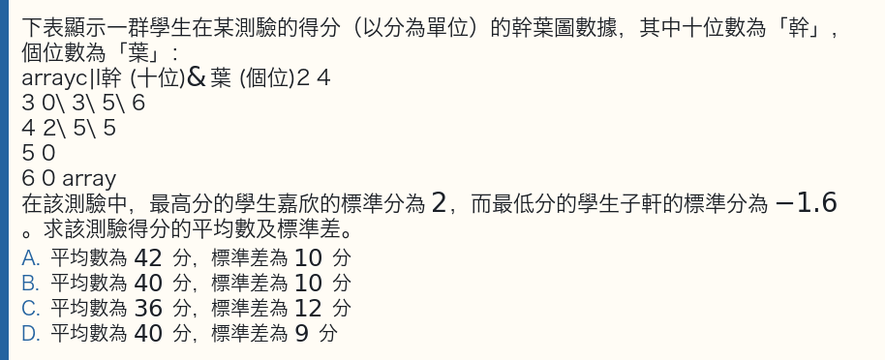 下表顯示一群學生在某測驗的得分（以分為單位）的幹葉圖數據，其中十位數為「幹」，
個位數為「葉」：
arrayc|l幹 (十位)& 葉 (個位)2 4
3 0\ 3\ 5\ 6
4 2\ 5\ 5
5 0
6 0 array
在該測驗中，最高分的學生嘉欣的標準分為 2，而最低分的學生子軒的標準分為 −1.6
。求該測驗得分的平均數及標準差。
A. 平均數為 42 分，標準差為 10 分
B. 平均數為 40 分，標準差為 10 分
C. 平均數為 36 分，標準差為 12 分
D. 平均數為 40 分，標準差為 9 分